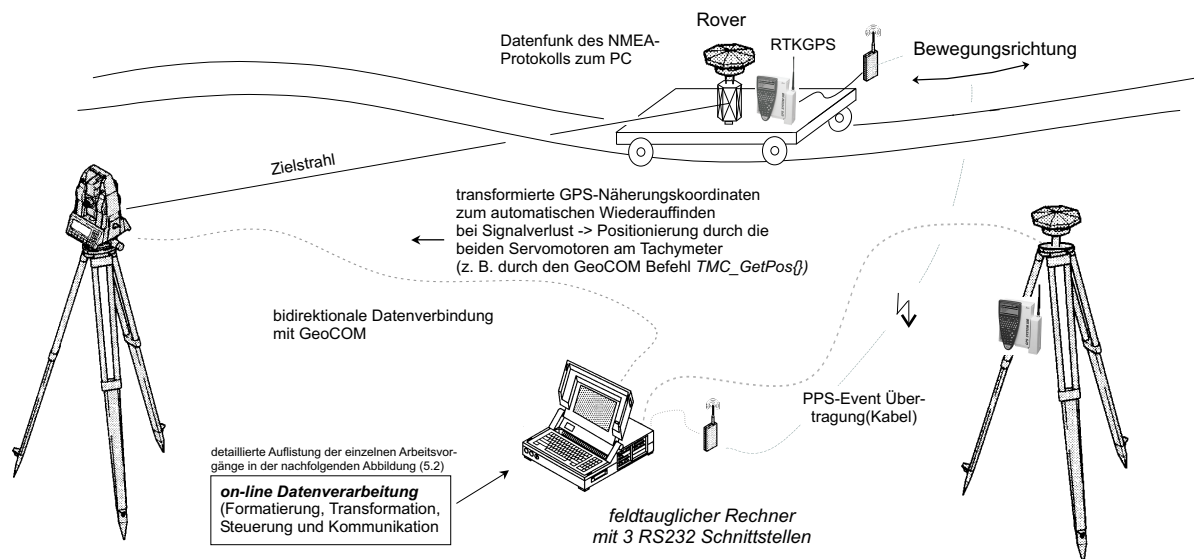 Rover
Datenfunk des NMEA-
Protokolls zum PC
RTKGPS
Bewegungsrichtung
Zielstrahl
transformierte GPS-Näherungskoordinaten
zum automatischen Wiederauffinden
bei Signalverlust -> Positionierung durch die
beiden Servomotoren am Tachymeter
(z. B. durch den GeoCOM Befehl TMC_GetPos{})
bidirektionale Datenverbindung
mit GeoCOM
PPS-Event Über-
tragung(Kabel)
detaillierte Auflistung der einzelnen Arbeitsvor-
gänge in der nachfolgenden Abbildung (5.2)
on-line Datenverarbeitung
(Formatierung, Transformation,
Steuerung und Kommunikation
feldtauglicher Rechner
mit 3 RS232 Schnittstellen